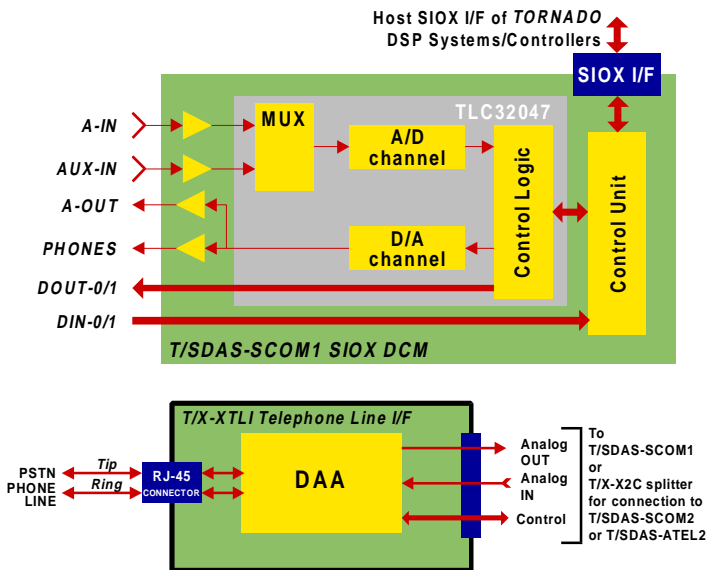 Host SIOX I/F of TORNADO
DSP Systems/Controllers
SIOX I/F
TLC32047
MUX
A-IN
A/D
channel
AUX-IN
A-OUT
PHONES
D/A
channel
Control Logic
Control Unit
DOUT-0/1
DIN-0/1
T/SDAS-SCOM1 SIOX DCM
T/X-XTLI Telephone Line I/F
PSTN
PHONE
LINE
Tip
Ring
RJ-45
CONNECTOR
DAA
Analog
OUT
Analog
IN
Control
To
T/SDAS-SCOM1
or
T/X-X2C splitter
for connection to
T/SDAS-SCOM2
or T/SDAS-ATEL2